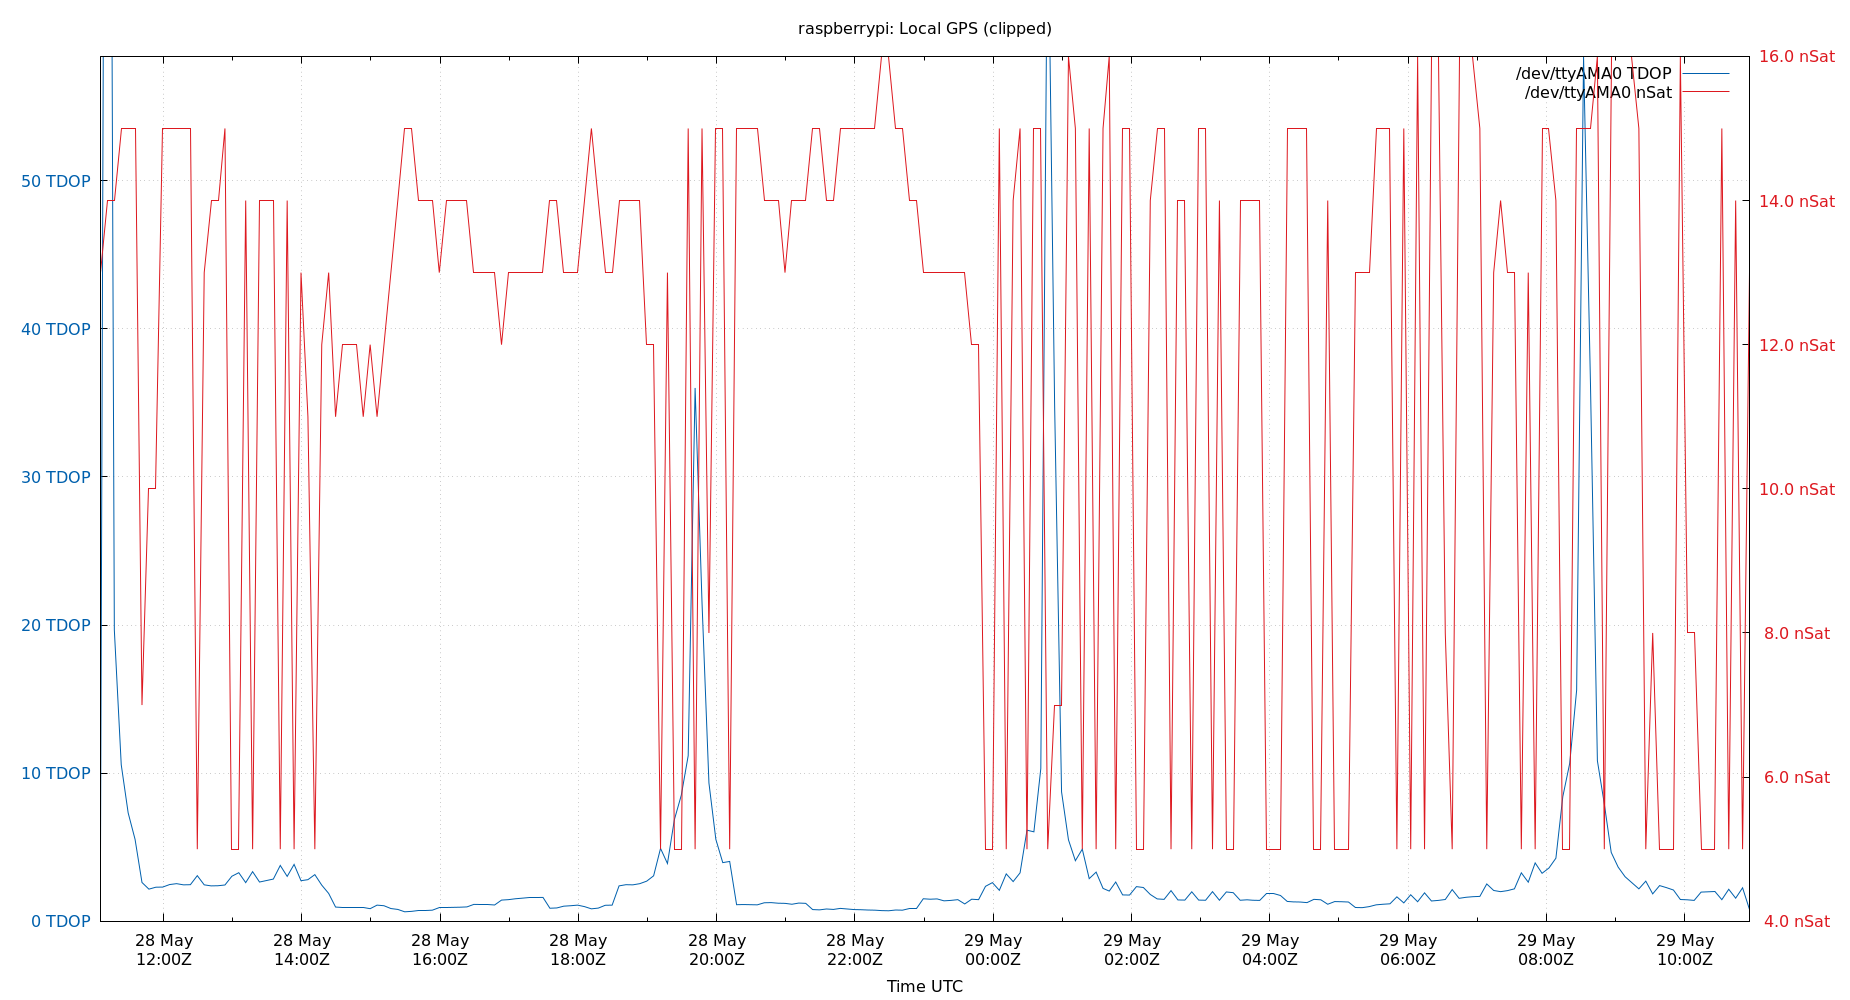 raspberrypi: Local GPS (clipped)
/dev/ttyAMA0 TDOP
/dev/ttyAMA0 nSat
50 TDOP
40 TDOP
30 TDOP
20 TDOP
10 TDOP
0 TDOP
16.0 nSat
14.0 nSat
12.0 nSat
10.0 nSat
8.0 nSat
6.0 nSat
4.0 nSat
28 May
12:00Z
28 May
14:00Z
28 May
16:00Z
28 May
18:00Z
28 May
20:00Z
28 May
22:00Z
29 May
00:00Z
29 May
02:00Z
29 May
04:00Z
29 May
06:00Z
29 May
08:00Z
29 May
10:00Z
Time UTC